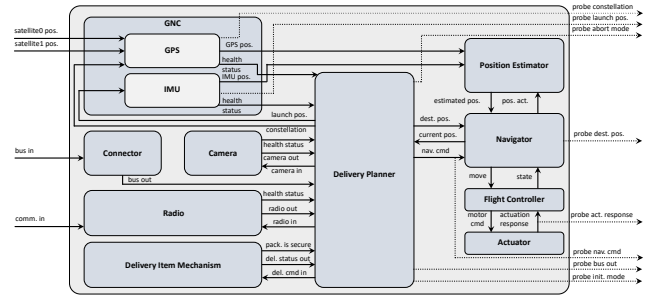 probe constellation
probe launch pos.
probe abort mode
GNC
satellite0 pos.
satellite1 pos.
GPS
GPS pos.
health
status
IMU pos.
IMU
health
status
launch pos.
constellation
Position Estimator
estimated pos.
pos. act.
dest. pos.
current pos.
nav. cmd
Navigator
probe dest. pos.
bus in
Connector
bus out
Camera
health status
camera out
camera in
Delivery Planner
move
state
Flight Controller
health status
radio out
radio in
Radio
comm. in
motor
cmd
actuation
response
probe act. response
Actuator
pack. is secure
del. status out
del. cmd in
Delivery Item Mechanism
probe nav. cmd
probe bus out
probe init. mode